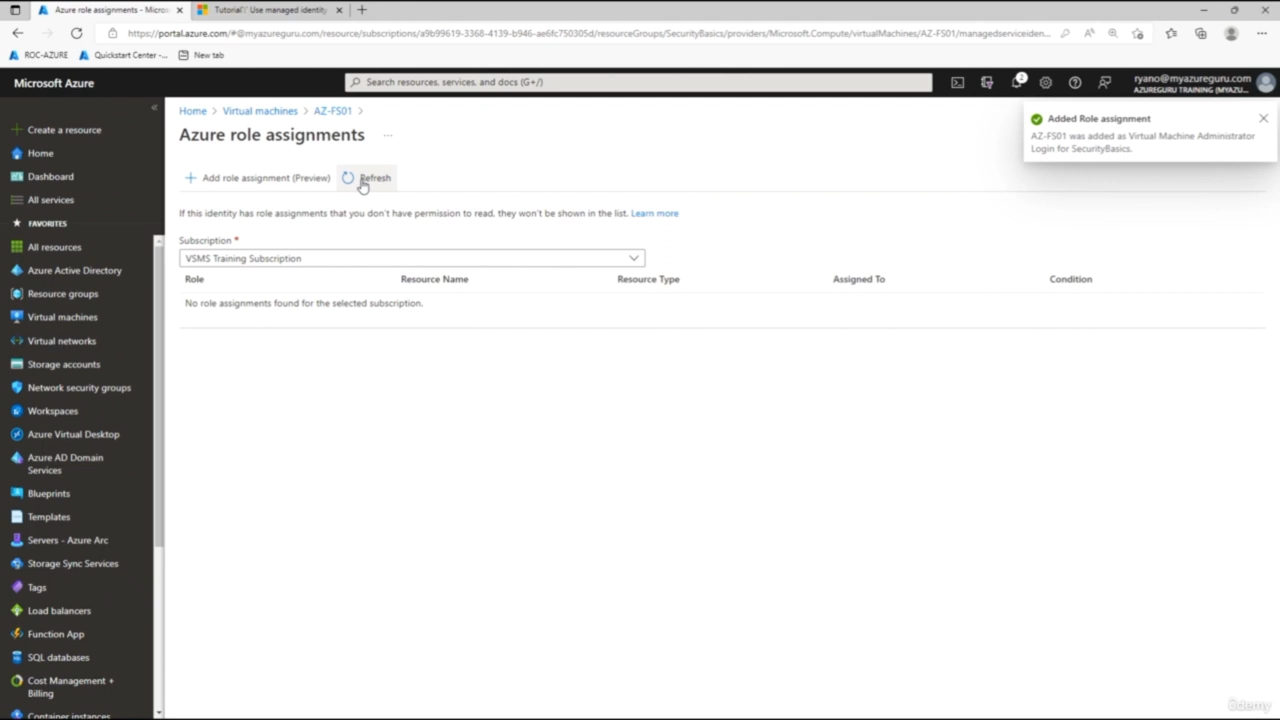 Azure role assignments - Micros
Tutorial`: Use managed identity
https://portal.azure.com/#@myazureguru.com/resource/subscriptions/a9b99619-3368-4139-b946-ae6fc750305d/resourceGroups/SecurityBasics/providers/Microsoft.Compute/virtualMachines/AZ-FS01/managedserviceiden...
ROC-AZURE
Quickstart Center -...
New tab
Microsoft Azure
Search resources, services, and docs (G+/)
2
ryano@myazureguru.com
AZUREGURU TRAINING (MYAZU...
Create a resource
Home
Dashboard
All services
FAVORITES
All resources
Azure Active Directory
Resource groups
Virtual machines
Virtual networks
Storage accounts
Network security groups
Workspaces
Azure Virtual Desktop
Azure AD Domain
Services
Blueprints
Templates
Servers - Azure Arc
Storage Sync Services
Tags
Load balancers
Function App
SQL databases
Cost Management +
Billing
Container instances
Home > Virtual machines > AZ-FS01 >
Azure role assignments ...
Add role assignment (Preview)
Refresh
If this identity has role assignments that you don't have permission to read, they won't be shown in the list. Learn more
Subscription *
VSMS Training Subscription
Role Resource Name Resource Type Assigned To Condition
No role assignments found for the selected subscription.
Added Role assignment
AZ-FS01 was added as Virtual Machine Administrator
Login for SecurityBasics.
ûdemy